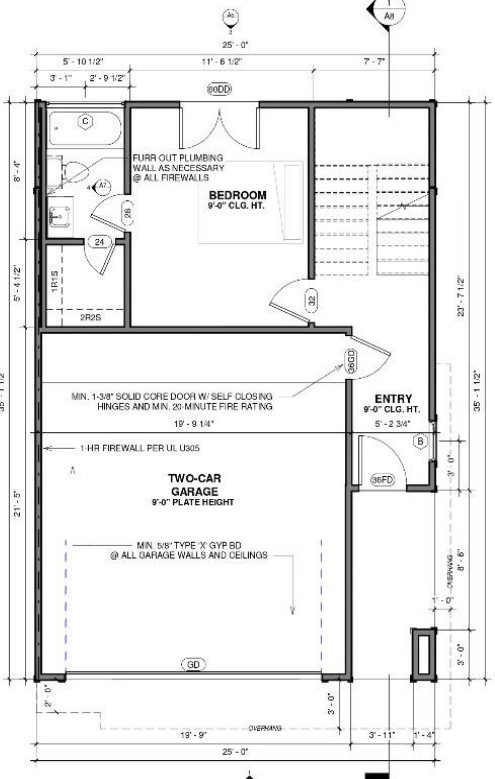 A6
1
A8
25' - 0"
5' - 10 1/2"
11' - 6 1/2"
7' - 7"
3' - 1"
2' - 9 1/2"
60DD
C
FURR OUT PLUMBING
WALL AS NECESSARY
@ ALL FIREWALLS
8' - 4"
4
A7
BEDROOM
9'-0" CLG. HT.
28
24
5' - 4 1/2"
1R1S
2R2S
32
23' - 7 1/2"
36GD
35' - 1 1/2"
35' - 1 1/2"
MIN. 1-3/8" SOLID CORE DOOR W/ SELF CLOSING
HINGES AND MIN. 20-MINUTE FIRE RATING
ENTRY
9'-0" CLG. HT.
19' - 9 1/4"
5' - 2 3/4"
B
1-HR FIREWALL PER UL U305
3' - 0"
TWO-CAR
GARAGE
9'-0" PLATE HEIGHT
36FD
21' - 5"
MIN. 5/8" TYPE 'X' GYP BD
@ ALL GARAGE WALLS AND CEILINGS
8' - 6"
OVERHANG
1' - 0"
GD
3' - 0"
2' - 0"
3' - 0"
OVERHANG
19' - 9"
3' - 11"
1' - 4"
25' - 0"